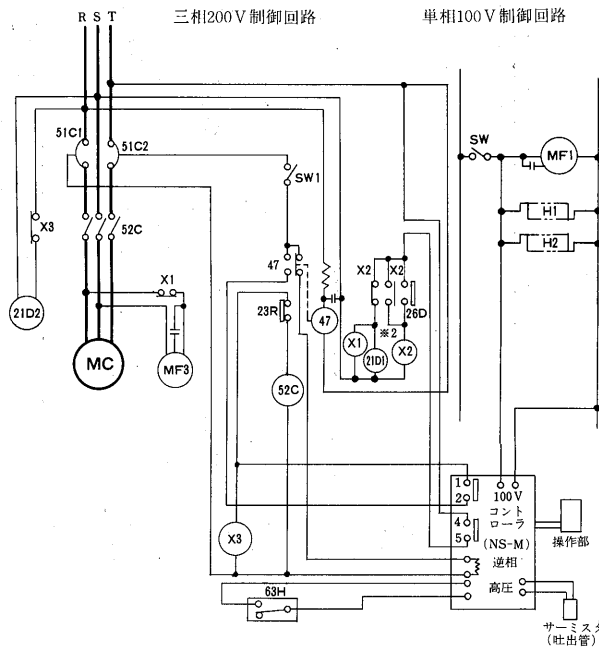 三相200V制御回路
単相100V制御回路
R S T
51C1
51C2
SW
MF1
SW1
H1
X3
52C
H2
47
X2
X2
X1
23R
47
26D
21D2
※2
X1
21D1
X2
MC
MF3
52C
1
2
100V
コント
ローラ
(NS-M)
4
5
操作部
X3
逆相
63H
高圧
サーミスタ
(吐出管)